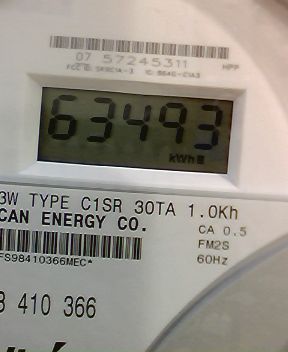 07 57245311
HPP
63493
kWh
3W TYPE C1SR 30TA 1.0Kh
CAN ENERGY CO.
CA 0.5
FM2S
60Hz
FS98410366MEC*
410 366